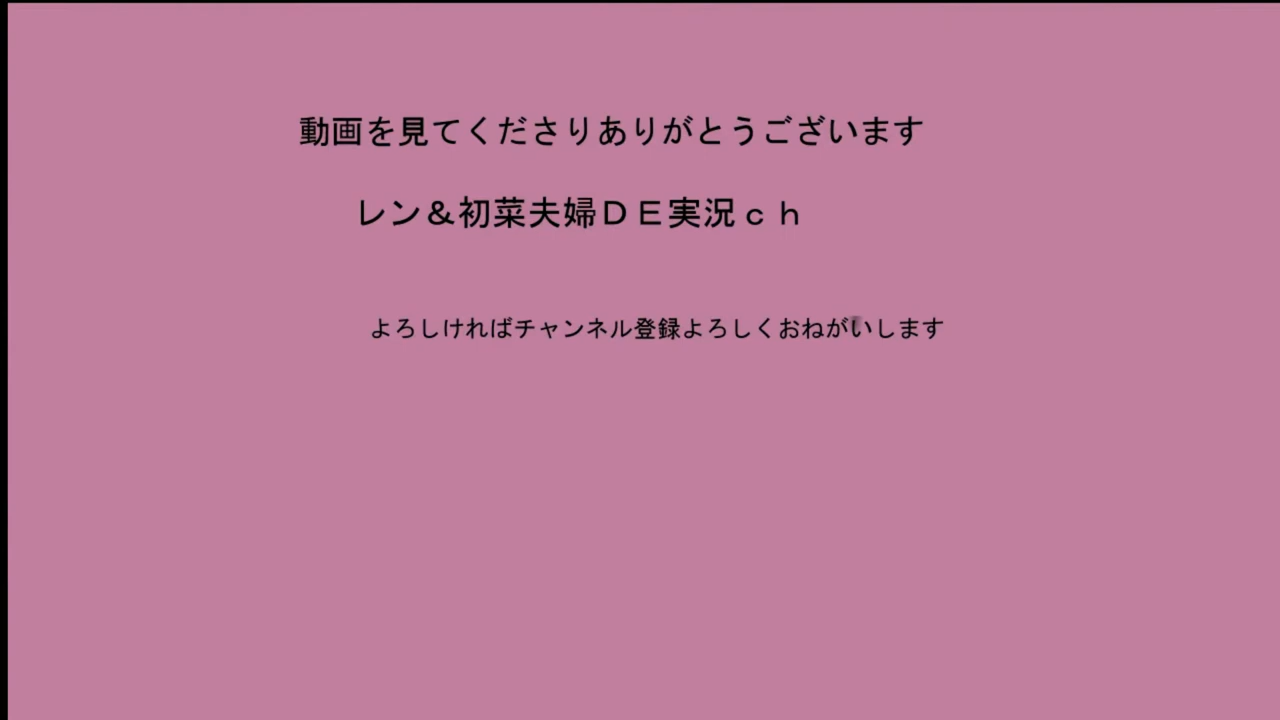 動画を見てくださりありがとうございます
レン＆初菜夫婦ＤＥ実況ｃｈ
よろしければチャンネル登録よろしくおねがいします